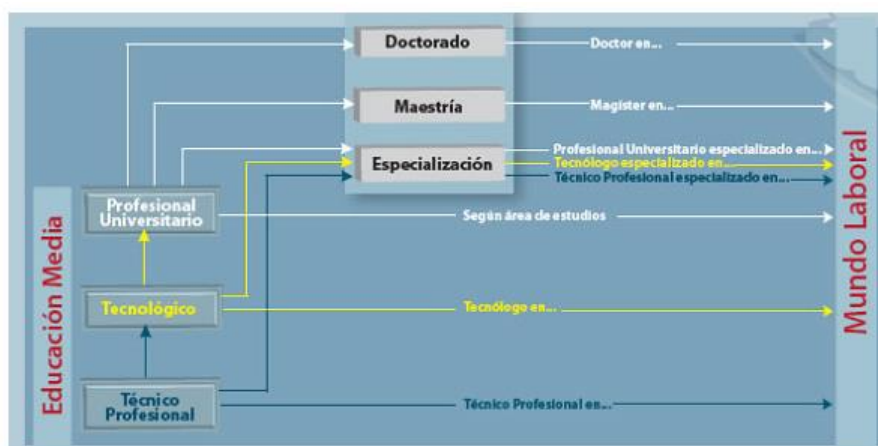 Doctorado
Doctor en...
Maestría
Magíster en...
Especialización
Profesional Universitario especializado en...
Tecnólogo especializado en...
Técnico Profesional especializado en...
Profesional
Universitario
Según área de estudios
Tecnológico
Tecnólogo en...
Técnico
Profesional
Técnico Profesional en...
Educación Media
Mundo Laboral